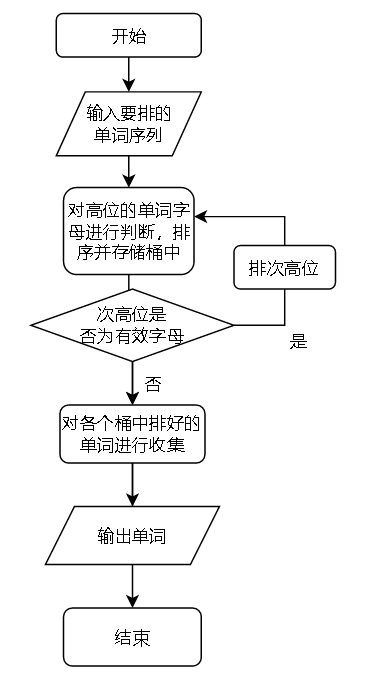 开始
输入要排的
单词序列
对高位的单词字
母进行判断，排
序并存储桶中
排次高位
次高位是
否为有效字母
是
否
对各个桶中排好的
单词进行收集
输出单词
结束